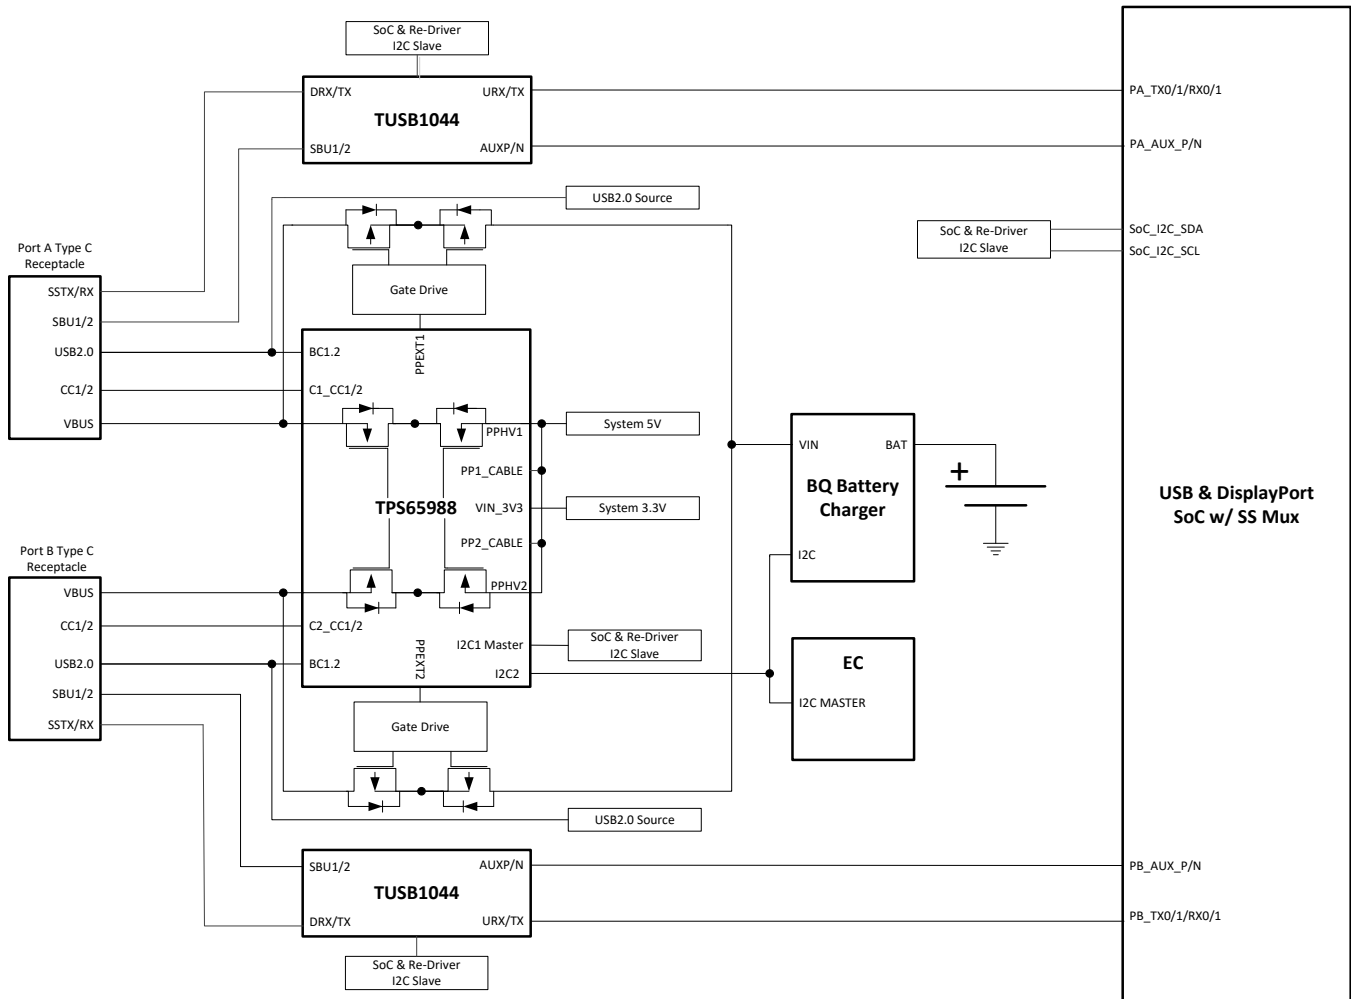 SoC & Re-Driver
I2C Slave
DRX/TX
URX/TX
TUSB1044
SBU1/2
AUXP/N
PA_TX0/1/RX0/1
PA_AUX_P/N
USB2.0 Source
SoC & Re-Driver
I2C Slave
SoC_I2C_SDA
SoC_I2C_SCL
Port A Type C
Receptacle
SSTX/RX
SBU1/2
USB2.0
CC1/2
VBUS
Gate Drive
PPEXT1
BC1.2
C1_CC1/2
PPHV1
System 5V
PP1_CABLE
TPS65988
VIN_3V3
System 3.3V
PP2_CABLE
PPHV2
VIN
BAT
BQ Battery
Charger
I2C
+
USB & DisplayPort
SoC w/ SS Mux
Port B Type C
Receptacle
VBUS
CC1/2
USB2.0
SBU1/2
SSTX/RX
C2_CC1/2
BC1.2
PPEXT2
I2C1 Master
I2C2
SoC & Re-Driver
I2C Slave
EC
I2C MASTER
Gate Drive
USB2.0 Source
SBU1/2
AUXP/N
TUSB1044
DRX/TX
URX/TX
PB_AUX_P/N
PB_TX0/1/RX0/1
SoC & Re-Driver
I2C Slave